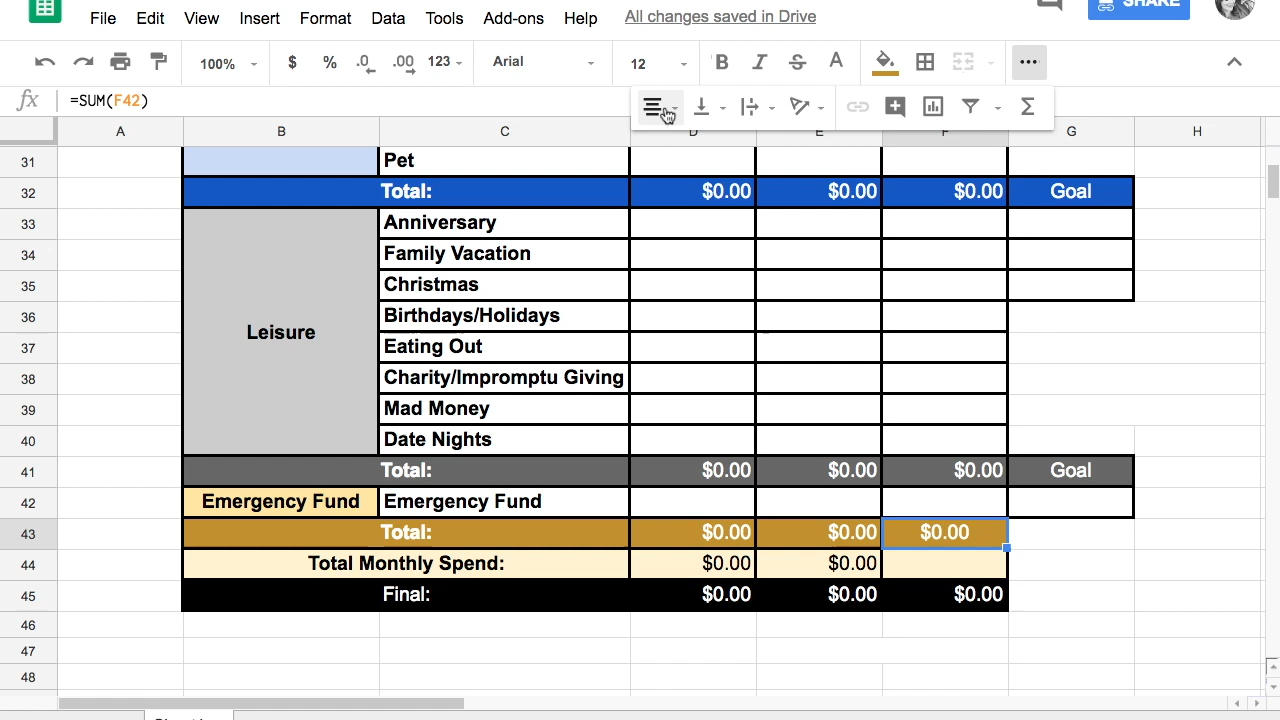 File Edit View Insert Format Data Tools Add-ons Help All changes saved in Drive SHARE
100% $ % .0 .00 123 Arial 12 B I S A
fx =SUM(F42)
A B C D E F G H
31 Pet
32 Total: $0.00 $0.00 $0.00 Goal
33 Anniversary
34 Family Vacation
35 Christmas
36 Birthdays/Holidays
37 Leisure Eating Out
38 Charity/Impromptu Giving
39 Mad Money
40 Date Nights
41 Total: $0.00 $0.00 $0.00 Goal
42 Emergency Fund Emergency Fund
43 Total: $0.00 $0.00 $0.00
44 Total Monthly Spend: $0.00 $0.00
45 Final: $0.00 $0.00 $0.00
46
47
48